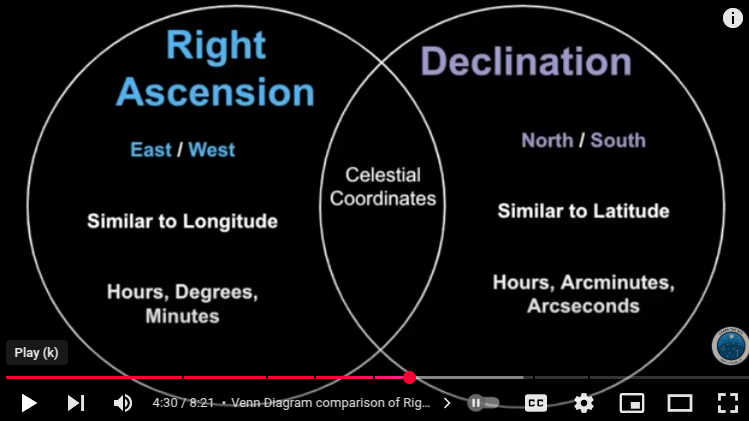 Right
Ascension
East / West
Similar to Longitude
Hours, Degrees,
Minutes
Celestial
Coordinates
Declination
North / South
Similar to Latitude
Hours, Arcminutes,
Arcseconds
Play (k)
4:30 / 8:21 • Venn Diagram comparison of Rig...
CC